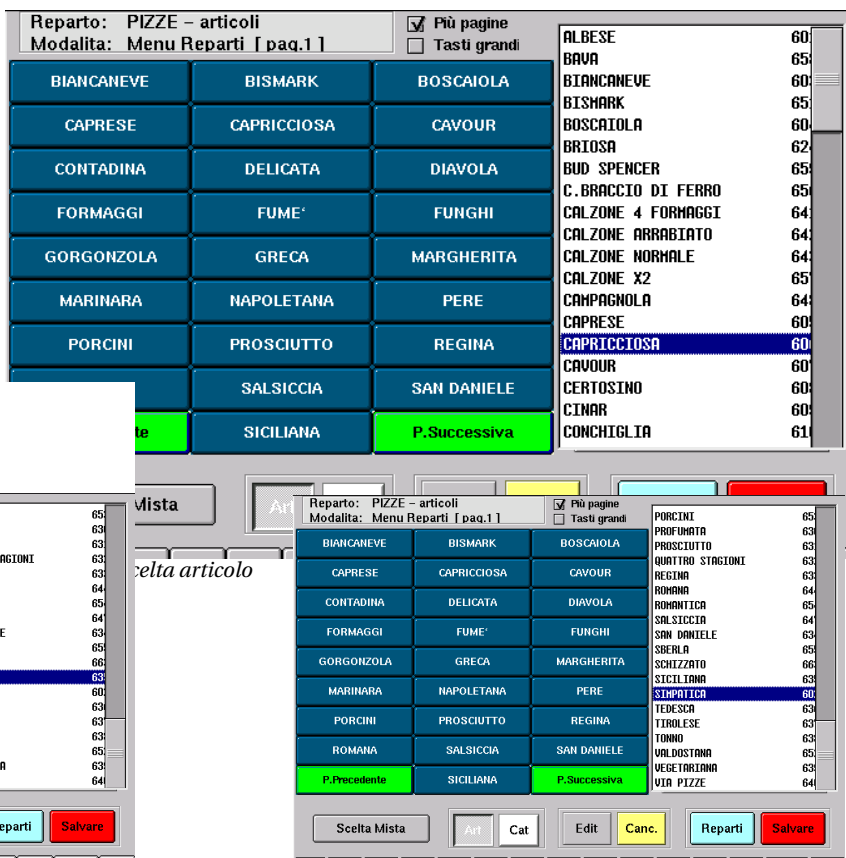 Reparto: PIZZE – articoli
Modalita: Menu Reparti [ pag.1 ]
Più pagine
Tasti grandi
BIANCANEVE BISMARK BOSCAIOLA
CAPRESE CAPRICCIOSA CAVOUR
CONTADINA DELICATA DIAVOLA
FORMAGGI FUME‘ FUNGHI
GORGONZOLA GRECA MARGHERITA
MARINARA NAPOLETANA PERE
PORCINI PROSCIUTTO REGINA
SALSICCIA SAN DANIELE
SICILIANA P.Successiva
ALBESE
BAVA
BIANCANEVE
BISMARK
BOSCAIOLA
BRIOSA
BUD SPENCER
C.BRACCIO DI FERRO
CALZONE 4 FORMAGGI
CALZONE ARRABIATO
CALZONE NORMALE
CALZONE X2
CAMPAGNOLA
CAPRESE
CAPRICCIOSA
CAVOUR
CERTOSINO
CINAR
CONCHIGLIA
Mista
articolo
Salvare
Reparto: PIZZE – articoli
Modalita: Menu Reparti [ pag.1 ]
Più pagine
Tasti grandi
BIANCANEVE BISMARK BOSCAIOLA
CAPRESE CAPRICCIOSA CAVOUR
CONTADINA DELICATA DIAVOLA
FORMAGGI FUME‘ FUNGHI
GORGONZOLA GRECA MARGHERITA
MARINARA NAPOLETANA PERE
PORCINI PROSCIUTTO REGINA
ROMANA SALSICCIA SAN DANIELE
P.Precedente SICILIANA P.Successiva
PORCINI
PROFUMATA
PROSCIUTTO
QUATTRO STAGIONI
REGINA
ROMANA
ROMANTICA
SALSICCIA
SAN DANIELE
SBERLA
SCHIZZATO
SICILIANA
SIMPATICA
TEDESCA
TIROLESE
TONNO
VALDOSTANA
VEGETARIANA
VIA PIZZE
Scelta Mista Art Cat Edit Canc. Reparti Salvare